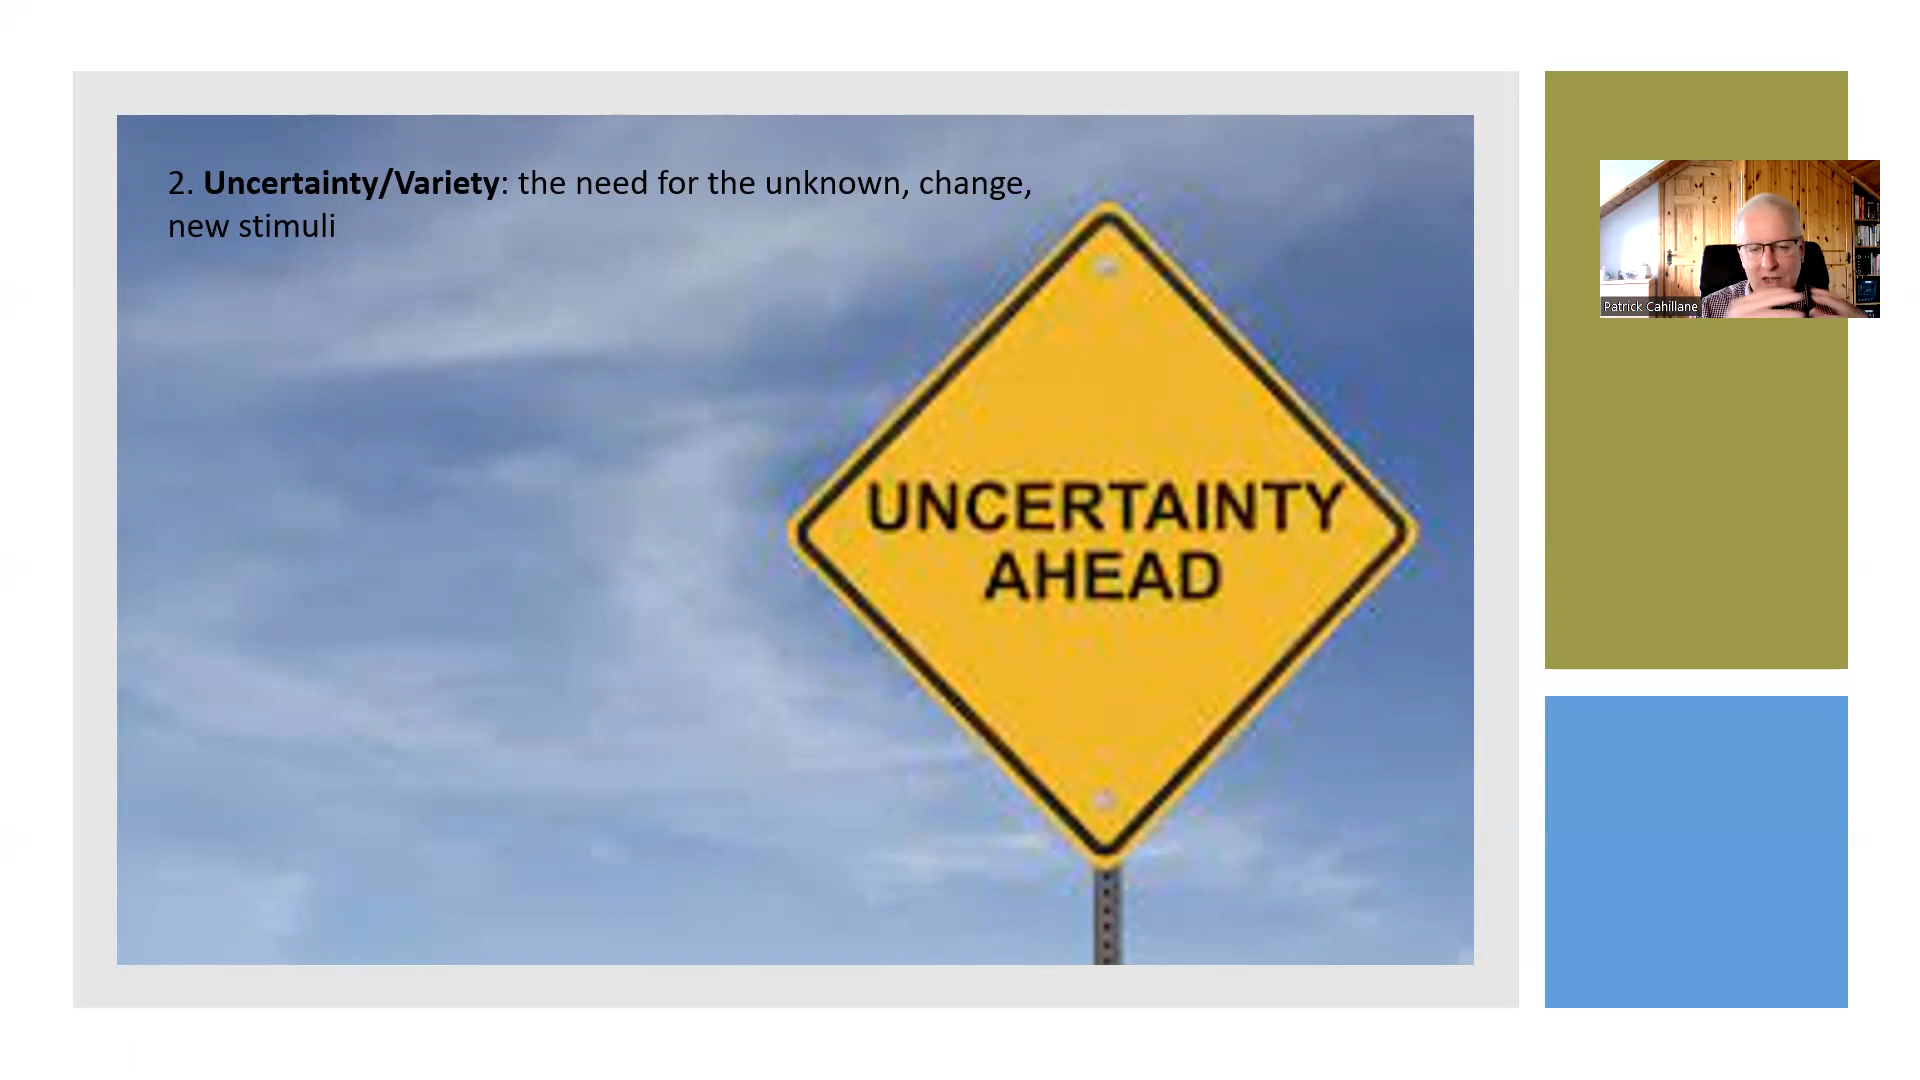 2. Uncertainty/Variety: the need for the unknown, change,
new stimuli
UNCERTAINTY
AHEAD
Patrick Cahillane